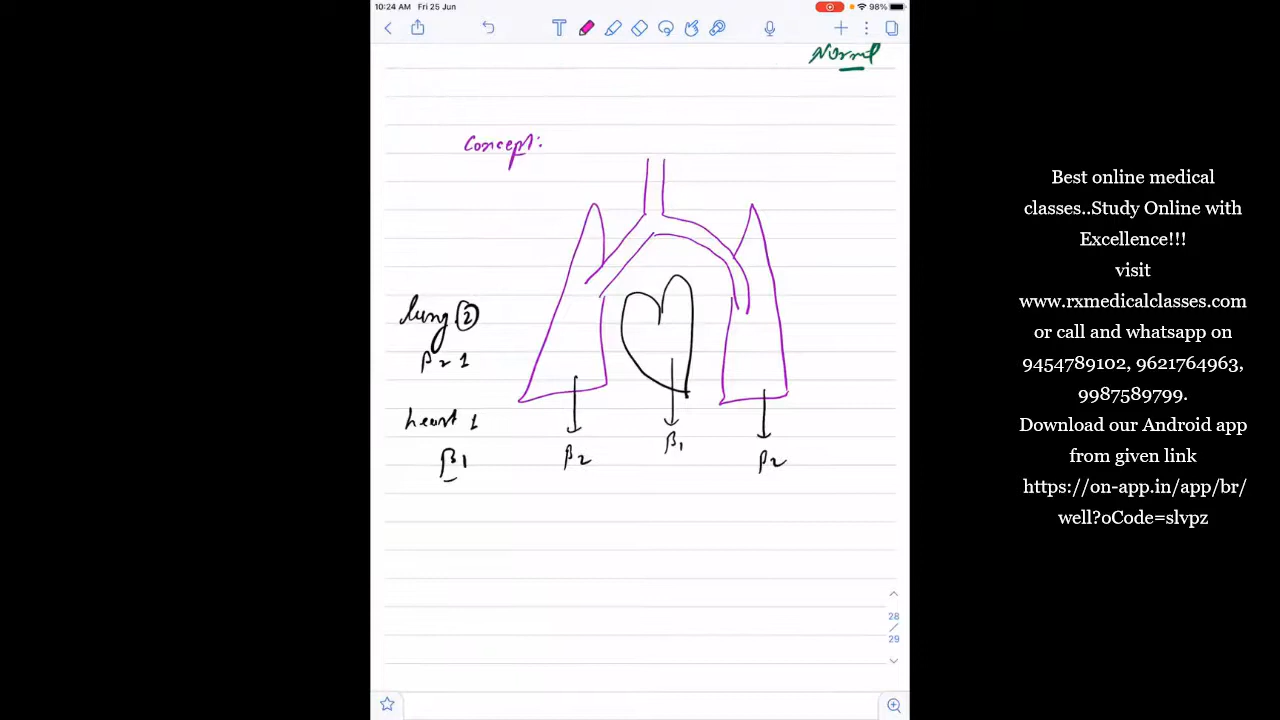 10:24 AM Fri 25 Jun
98%
T
Normal
Concept:
lung 2
β2
heart 1
β1
β2
β1
β2
28
29
Best online medical
classes..Study Online with
Excellence!!!
visit
www.rxmedicalclasses.com
or call and whatsapp on
9454789102, 9621764963,
9987589799.
Download our Android app
from given link
https://on-app.in/app/br/
well?oCode=slvpz